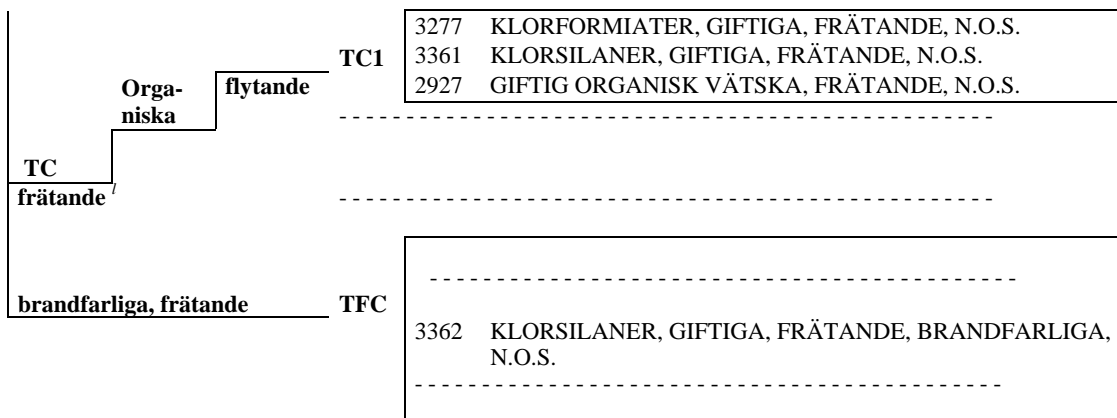 3277 KLORFORMIATER, GIFTIGA, FRÄTANDE, N.O.S.
TC1 3361 KLORSILANER, GIFTIGA, FRÄTANDE, N.O.S.
Orga- flytande 2927 GIFTIG ORGANISK VÄTSKA, FRÄTANDE, N.O.S.
niska
TC
frätande l
brandfarliga, frätande TFC
3362 KLORSILANER, GIFTIGA, FRÄTANDE, BRANDFARLIGA,
N.O.S.